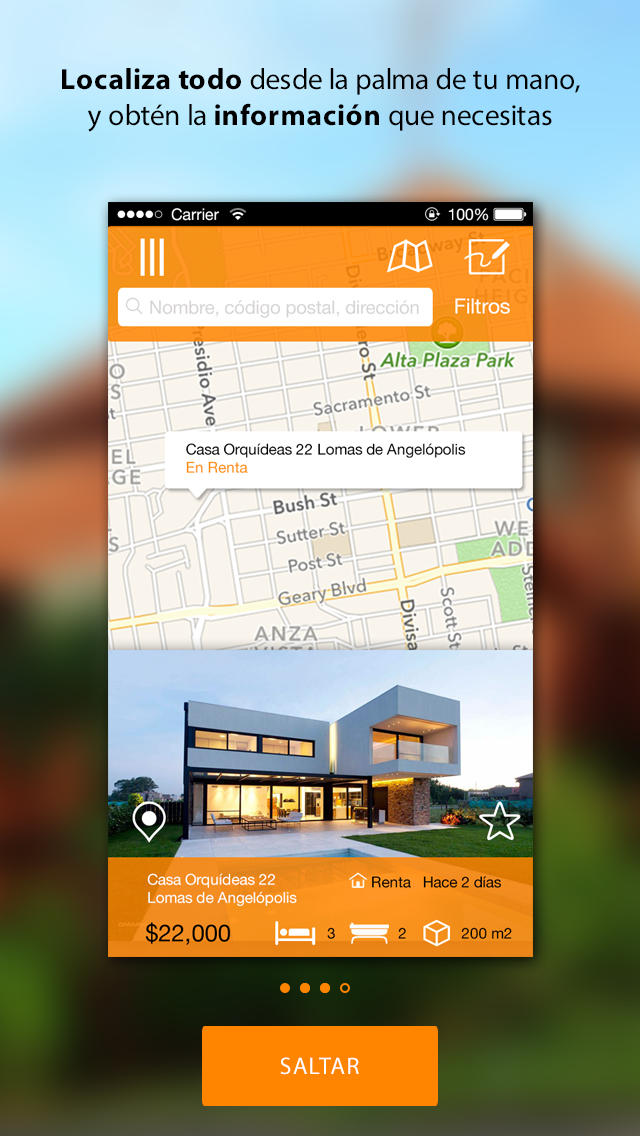 Localiza todo desde la palma de tu mano,
y obtén la información que necesitas
Carrier 100%
Nombre, código postal, dirección Filtros
Alta Plaza Park
Presidio Ave
Sacramento St
LOWER
Casa Orquídeas 22 Lomas de Angelópolis
En Renta
Bush St
Sutter St
Post St
Geary Blvd
Scott St
ANZA
VISTA
Casa Orquídeas 22
Lomas de Angelópolis
Renta Hace 2 días
$22,000 3 2 200 m2
SALTAR